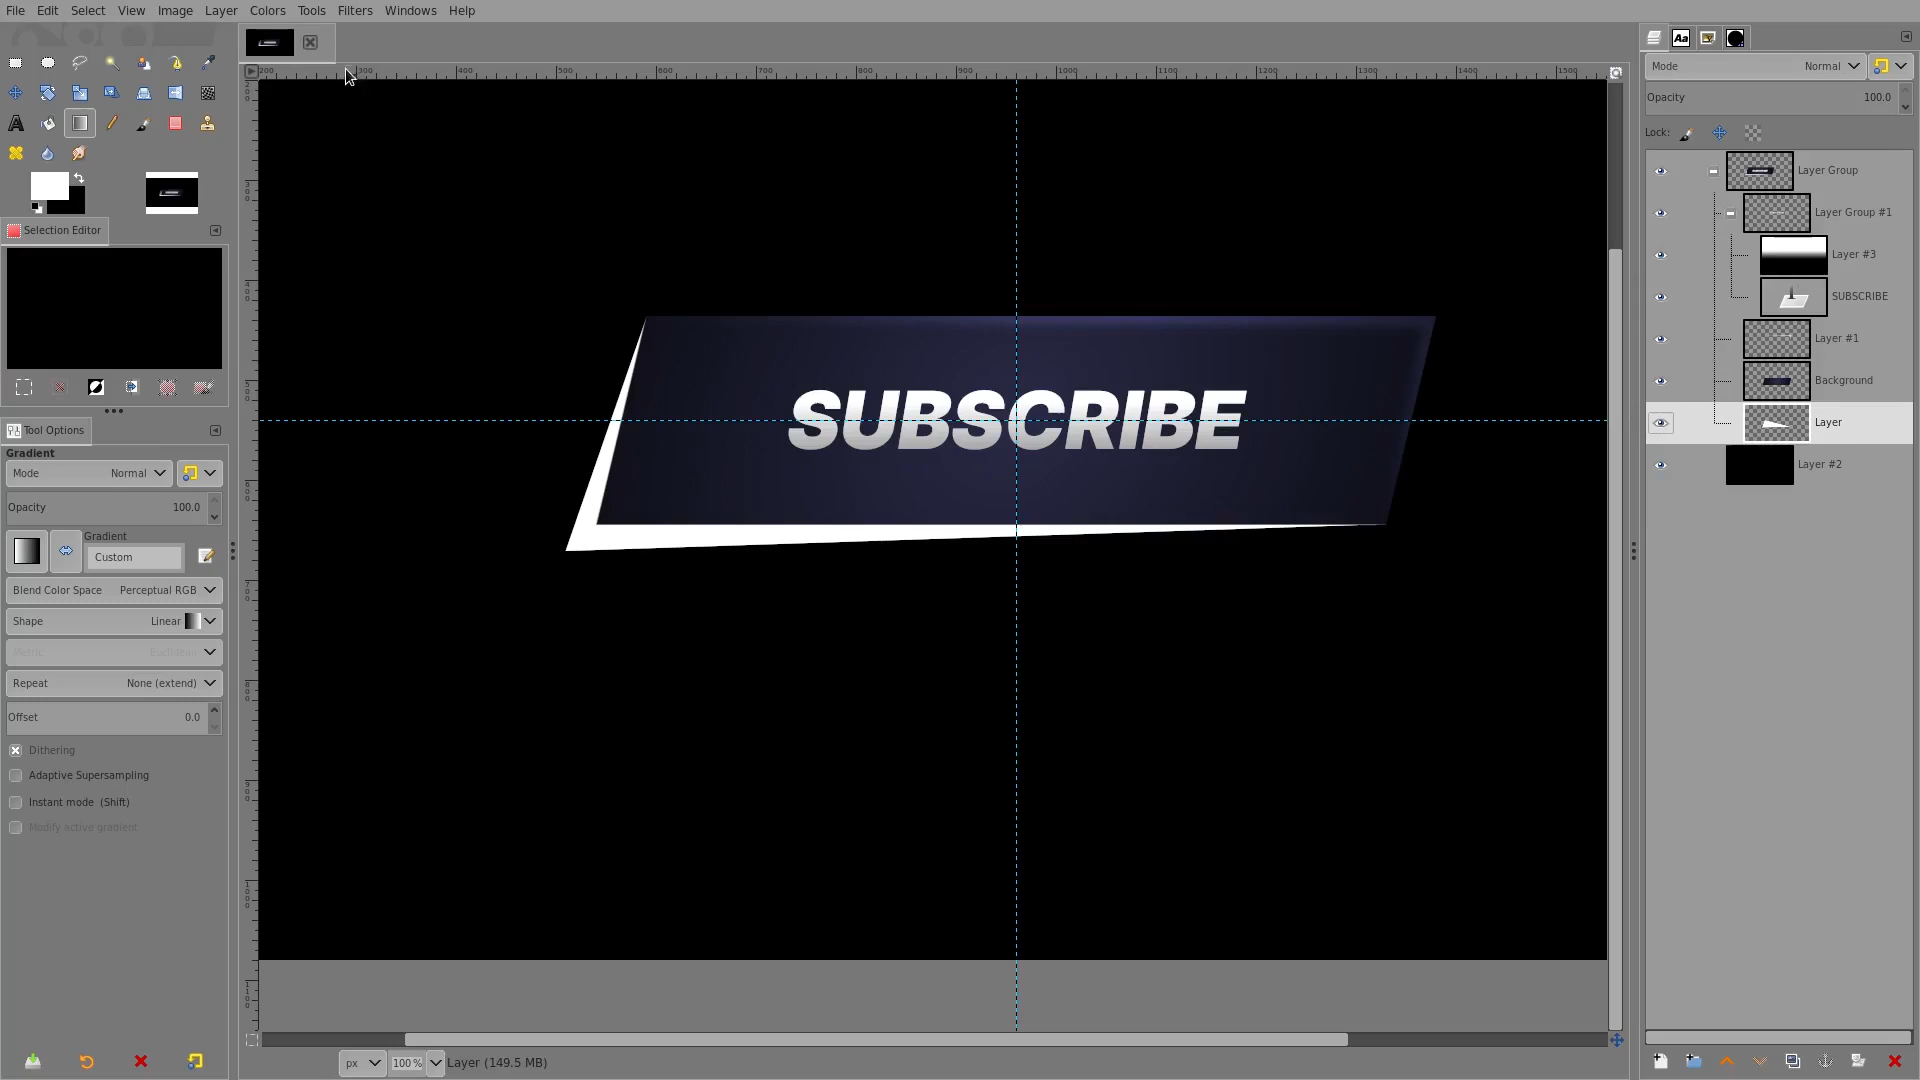 File Edit Select View Layer Image Colors Tools Filters Windows Help
Mode Normal
Opacity 100.0
Lock:
Layer Group
Selection Editor
Layer Group #1
Layer #3
SUBSCRIBE
Layer #1
Background
SUBSCRIBE
Layer
Tool Options
Gradient
Mode Normal
Layer #2
Opacity 100.0
Gradient
Custom
Blend Color Space Perceptual RGB
Shape Linear
Metric Euclidean
Repeat None (extend)
Offset 0.0
Dithering
Adaptive Supersampling
Instant mode (Shift)
Modify active gradient
px 100 % Layer (149.5 MB)